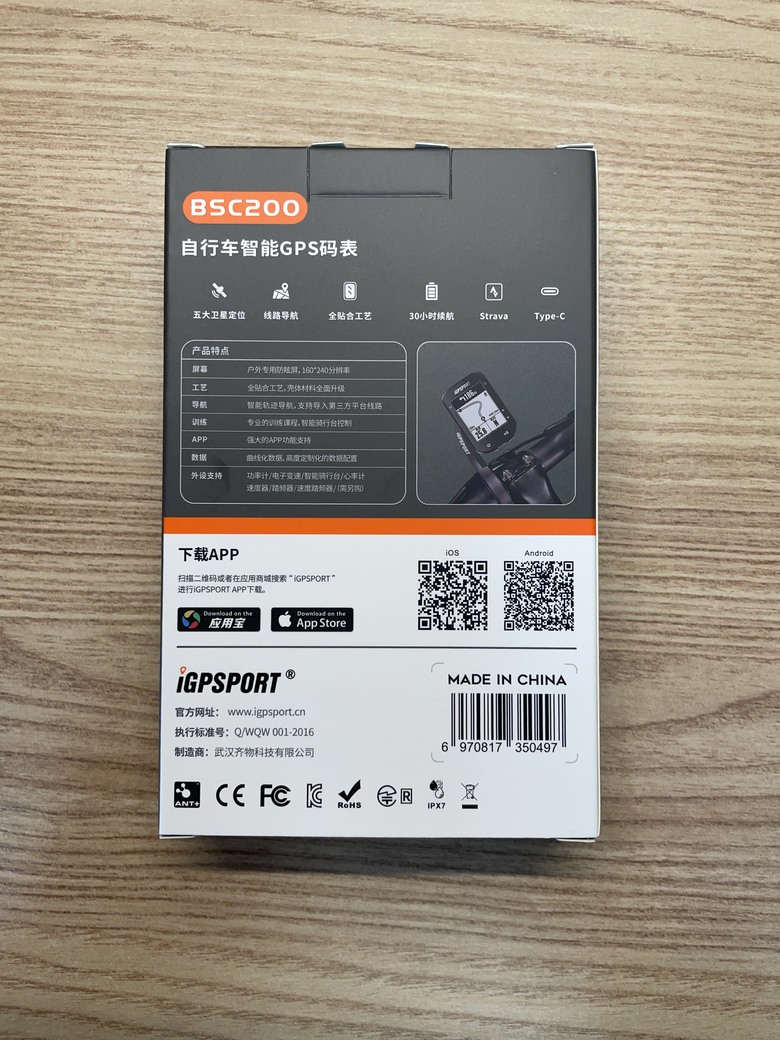 BSC200
自行车智能GPS码表
五大卫星定位 线路导航 全贴合工艺 30小时续航 Strava Type-C
产品特点
屏幕 户外专用防眩屏，160*240分辨率
工艺 全贴合工艺，壳体材料全面升级
导航 智能轨迹导航，支持导入第三方平台线路
训练 专业的训练课程，智能骑行台控制
APP 强大的APP功能支持
数据 曲线化数据，高度定制化的数据配置
外设支持 功率计/电子变速/智能骑行台/心率计
速度器/踏频器/速度踏频器/（需另购）
iGPSPORT
iGPSPORT
25.8
N
下载APP
扫描二维码或者在应用商城搜索“ iGPSPORT ”
进行iGPSPORT APP下载。
Download on the
应用宝
Download on the
App Store
iOS Android
iGPSPORT ®
官方网址： www.igpsport.cn
执行标准号：Q/WQW 001-2016
制造商：武汉齐物科技有限公司
MADE IN CHINA
6 970817 350497
ANT+ CE FC RoHS R IPX7